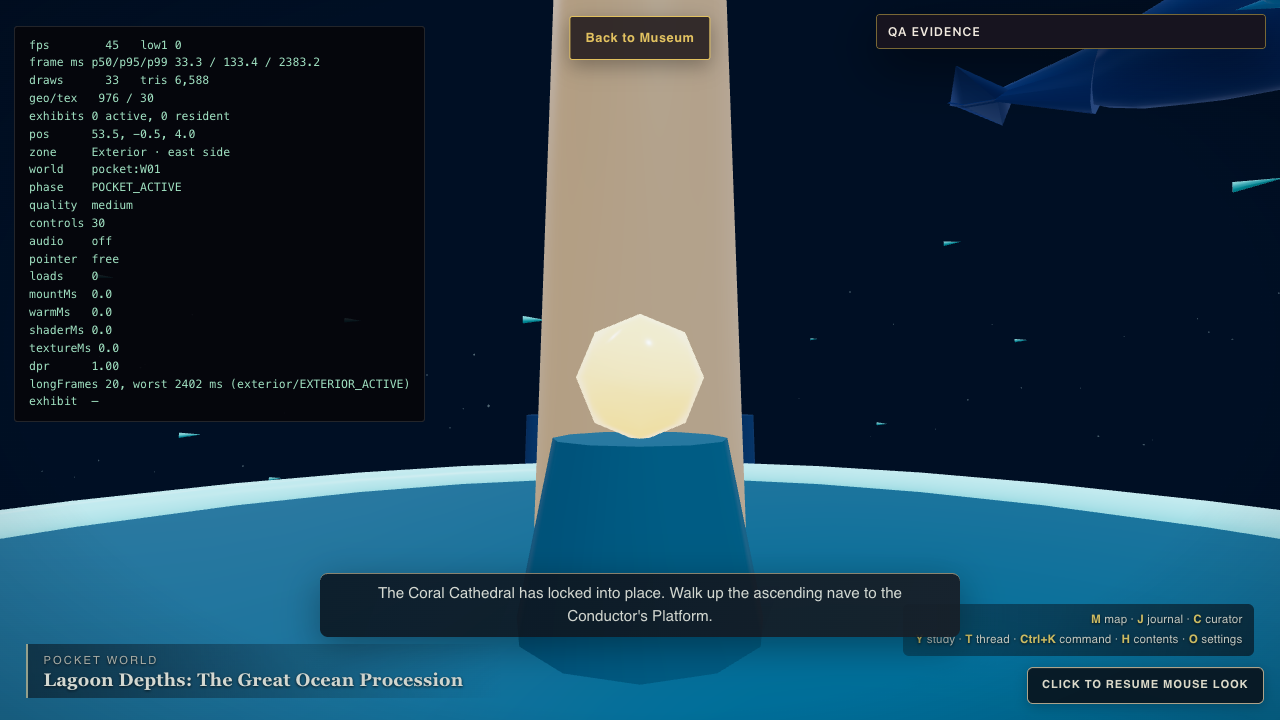 fps 45 low1 0
frame ms p50/p95/p99 33.3 / 133.4 / 2383.2
draws 33 tris 6,588
geo/tex 976 / 30
exhibits 0 active, 0 resident
pos 53.5, −0.5, 4.0
zone Exterior · east side
world pocket:W01
phase POCKET_ACTIVE
quality medium
controls 30
audio off
pointer free
loads 0
mountMs 0.0
warmMs 0.0
shaderMs 0.0
textureMs 0.0
dpr 1.00
longFrames 20, worst 2402 ms (exterior/EXTERIOR_ACTIVE)
exhibit —
Back to Museum
QA EVIDENCE
The Coral Cathedral has locked into place. Walk up the ascending nave to the
Conductor's Platform.
M map · J journal · C curator
Y study · T thread · Ctrl+K command · H contents · O settings
POCKET WORLD
Lagoon Depths: The Great Ocean Procession
CLICK TO RESUME MOUSE LOOK